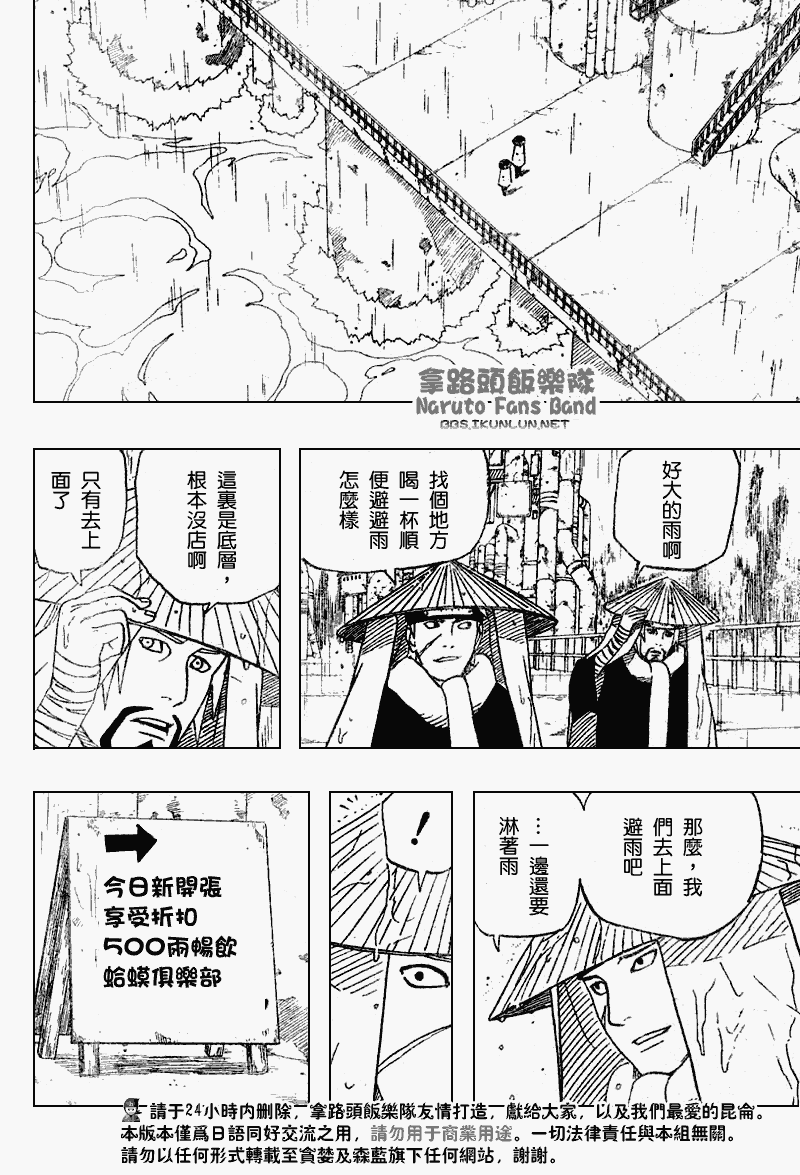 拿路頭飯樂隊
Naruto Fans Band
BBS.IKUNLUN.NET
好大的雨啊
找個地方
喝一杯順
便避避雨
怎麼樣
這裏是底層，
根本沒店啊
只有去上
面了
那麼，我
們去上面
避雨吧
…一邊還要
淋著雨
！
今日新開張
享受折扣
500兩暢飲
蛤蟆俱樂部
請于24小時内刪除，拿路頭飯樂隊友情打造，獻給大家，以及我們最愛的昆侖。
本版本僅爲日語同好交流之用，請勿用于商業用途。一切法律責任與本組無關。
請勿以任何形式轉載至貪婪及森藍旗下任何網站，謝謝。